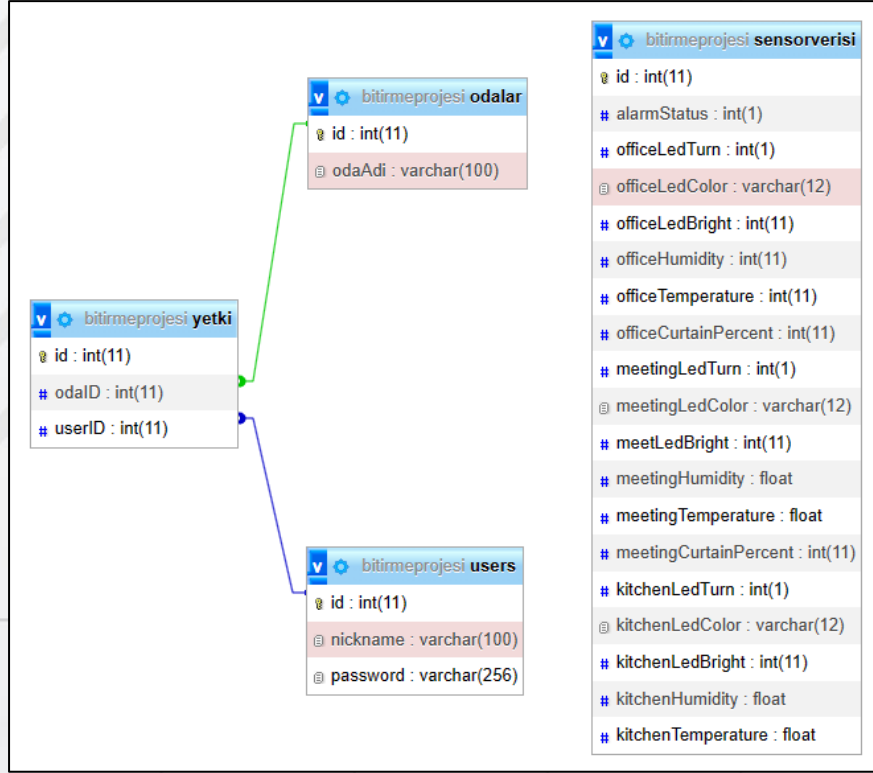 bitirmeprojesi odalar
id : int(11)
odaAdi : varchar(100)
bitirmeprojesi yetki
id : int(11)
odaID : int(11)
userID : int(11)
bitirmeprojesi users
id : int(11)
nickname : varchar(100)
password : varchar(256)
bitirmeprojesi sensorverisi
id : int(11)
alarmStatus : int(1)
officeLedTurn : int(1)
officeLedColor : varchar(12)
officeLedBright : int(11)
officeHumidity : int(11)
officeTemperature : int(11)
officeCurtainPercent : int(11)
meetingLedTurn : int(1)
meetingLedColor : varchar(12)
meetLedBright : int(11)
meetingHumidity : float
meetingTemperature : float
meetingCurtainPercent : int(11)
kitchenLedTurn : int(1)
kitchenLedColor : varchar(12)
kitchenLedBright : int(11)
kitchenHumidity : float
kitchenTemperature : float